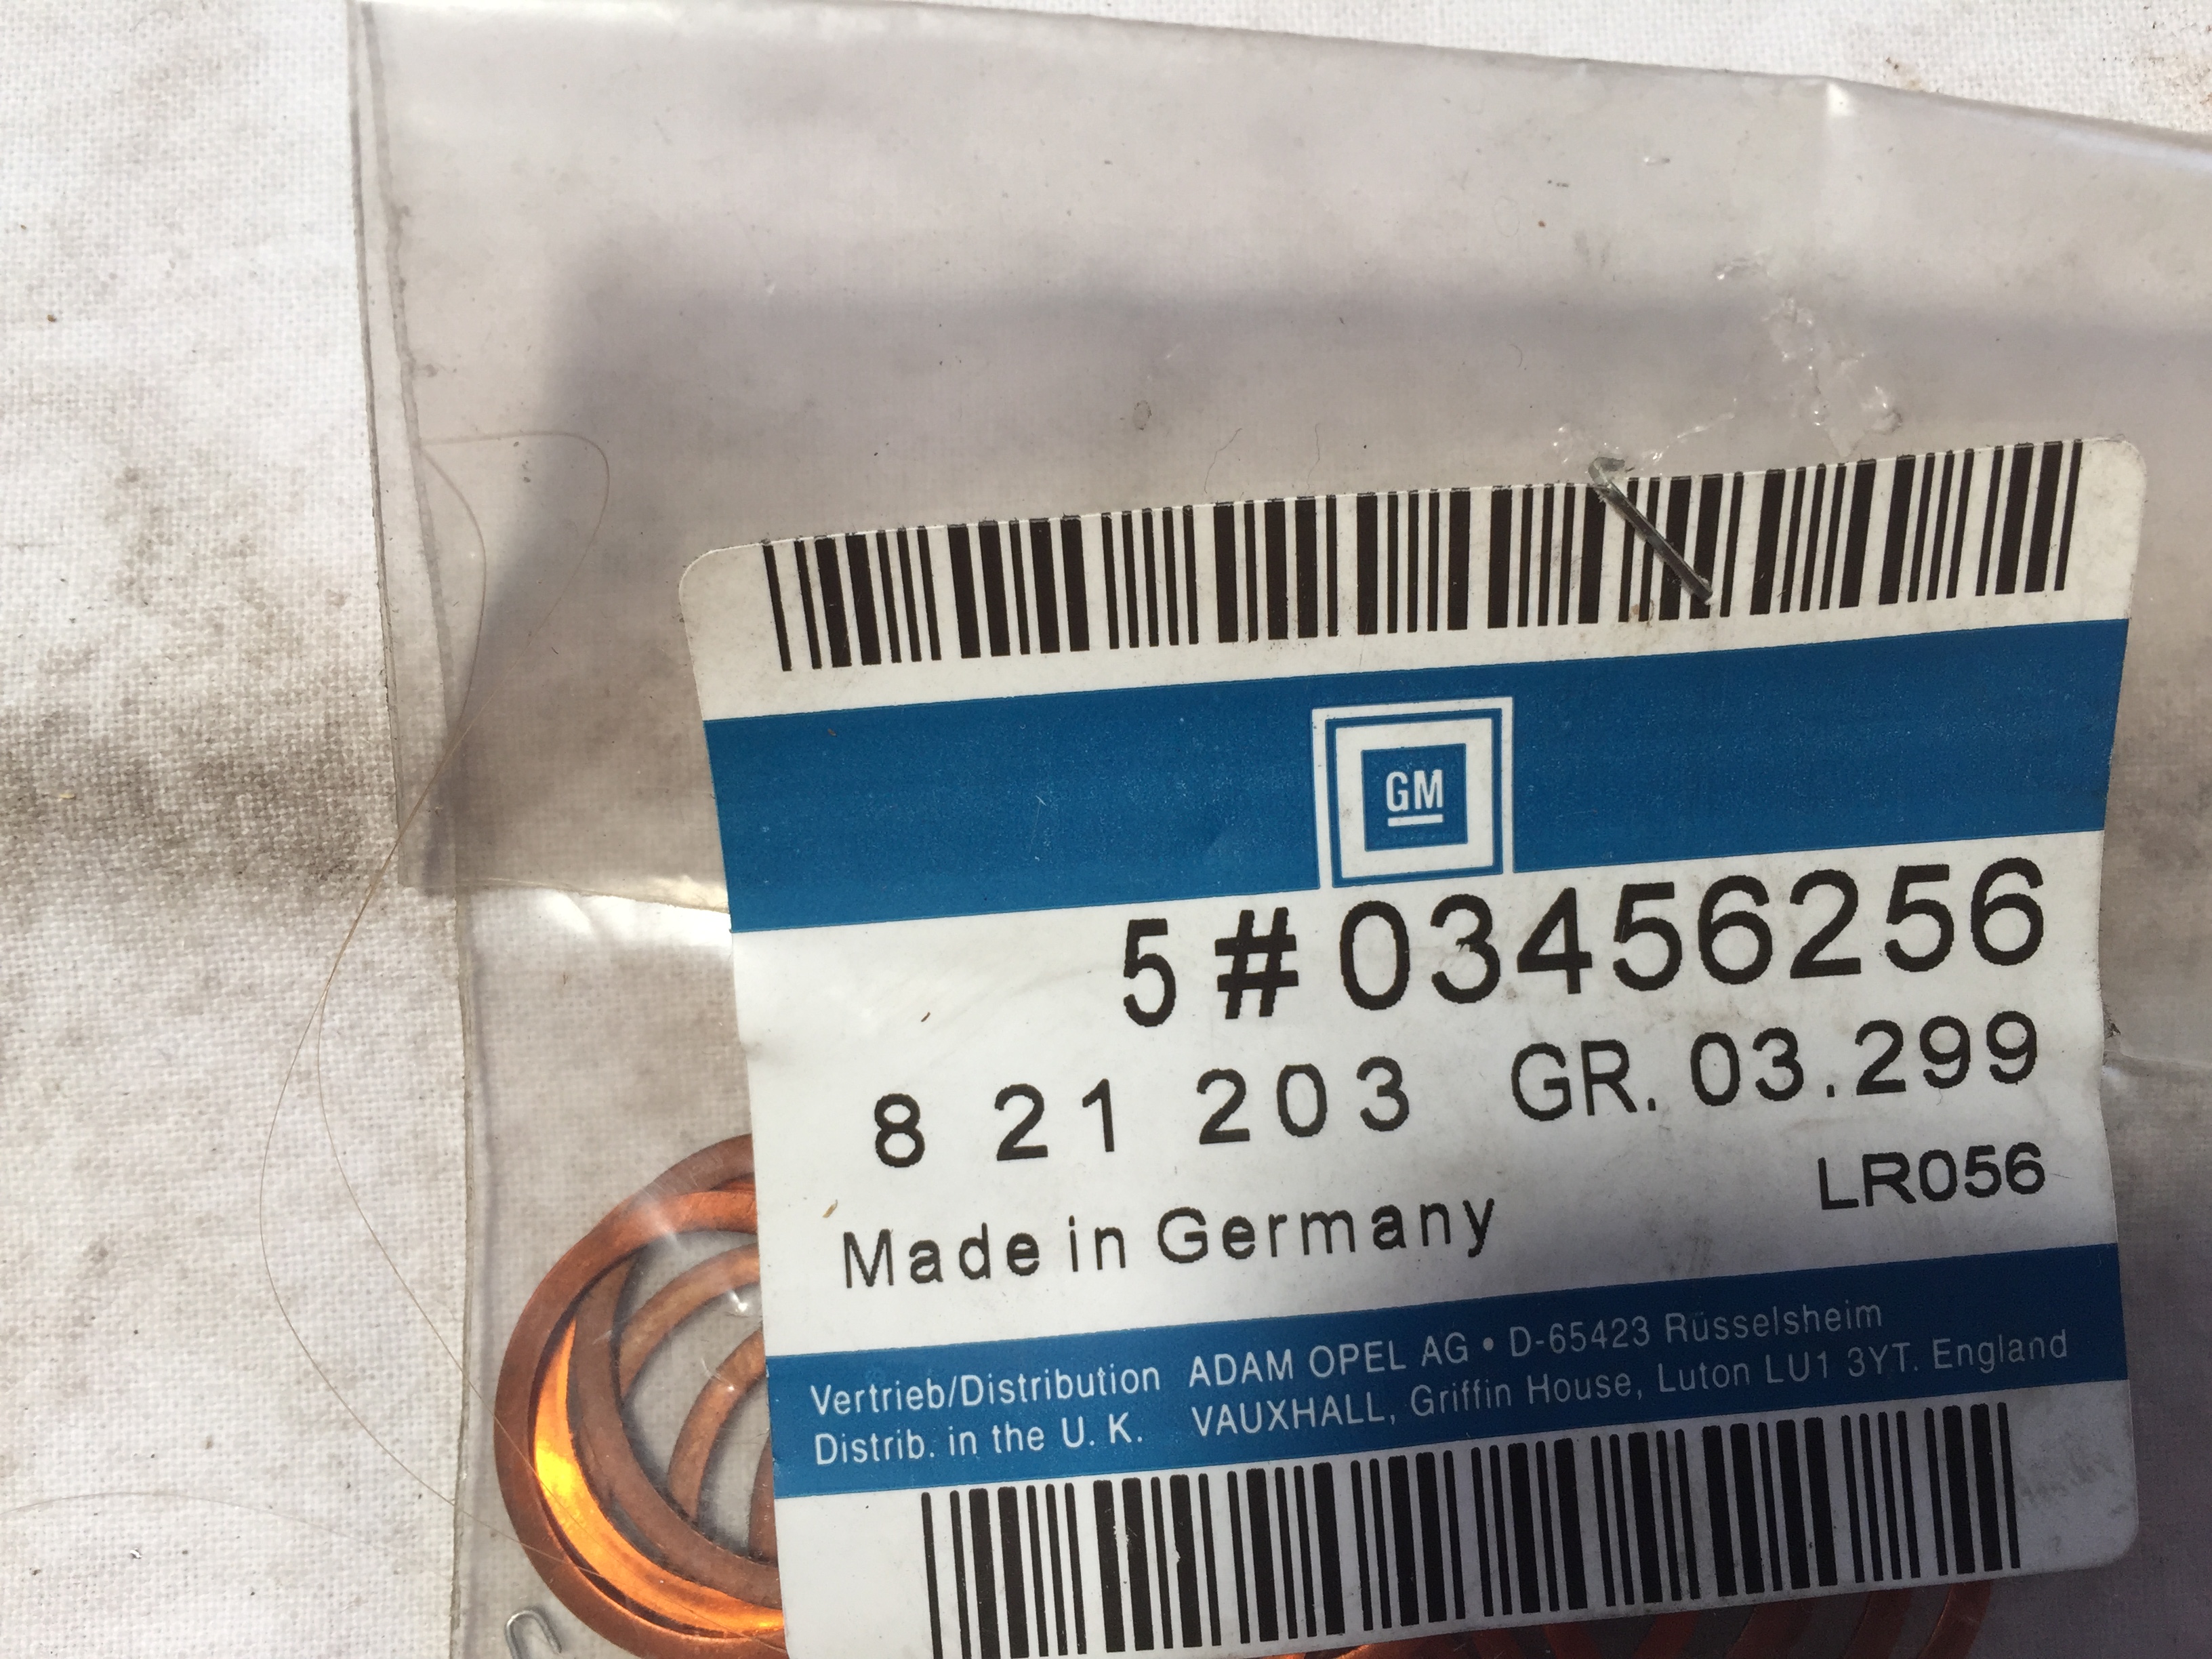 GM
5#03456256
8 21 203 GR. 03.299
LR056
Made in Germany
Vertrieb/Distribution ADAM OPEL AG • D-65423 Rüsselsheim
Distrib. in the U. K. VAUXHALL, Griffin House, Luton LU1 3YT. England